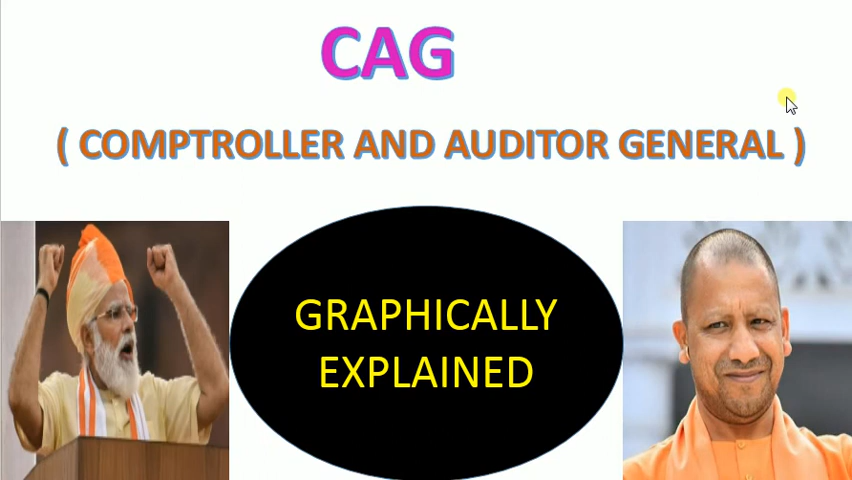 CAG
( COMPTROLLER AND AUDITOR GENERAL )
GRAPHICALLY
EXPLAINED